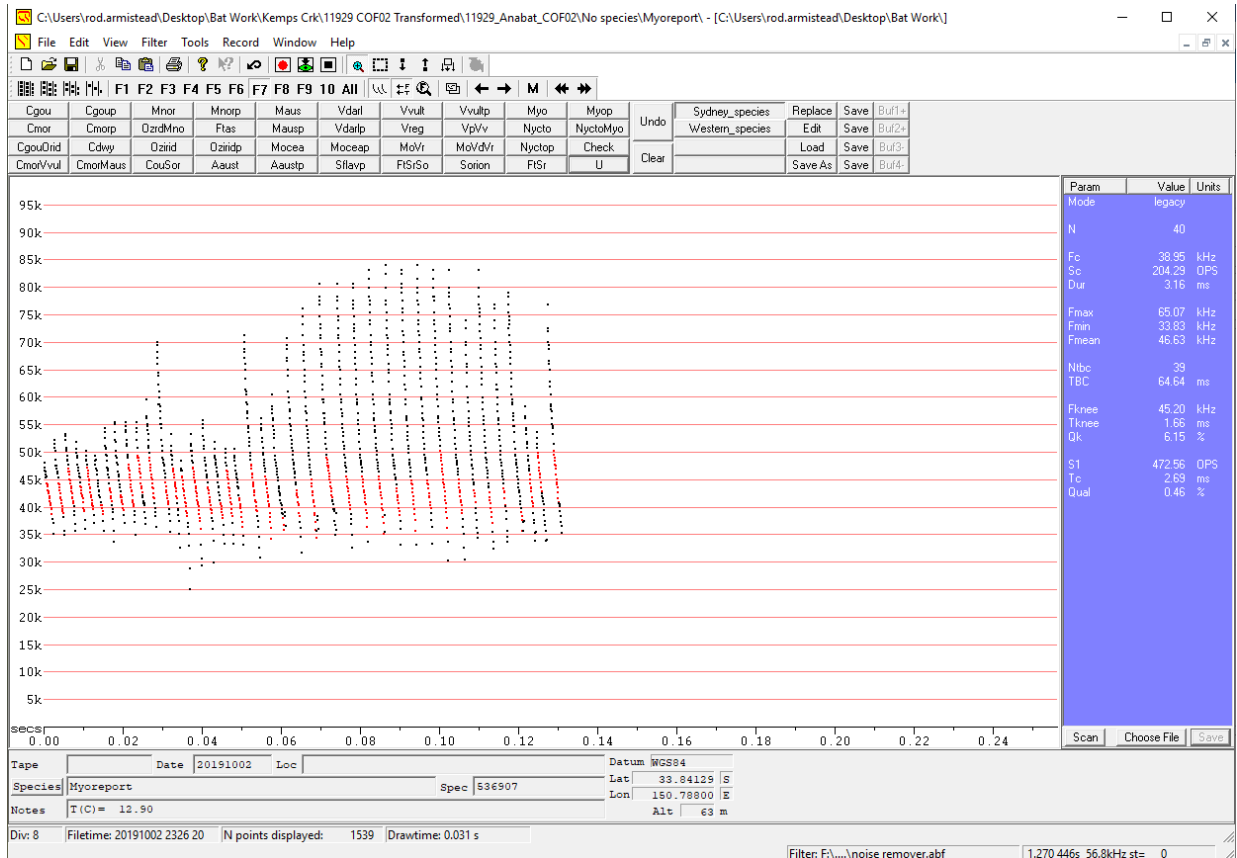 C:\Users\rod.armistead\Desktop\Bat Work\Kemps Crk\11929 COF02 Transformed\11929_Anabat_COF02\No species\Myoreport\ - [C:\Users\rod.armistead\Desktop\Bat Work\]
File Edit View Filter Tools Record Window Help
F1 F2 F3 F4 F5 F6 F7 F8 F9 10 All M
Cgou Cgoup Mnor Mnorp Maus Vdarl Vvult Vvultp Myo Myop Undo Sydney_species Replace Save Buf1+
Cmor Cmorp OzrdMno Ftas Mausp Vdarlp Vreg VpVv Nycto NyctoMyo Western_species Edit Save Buf2+
CgouOrid Cdwy Ozirid Oziridp Mocea Moceap MoVr MoVdVr Nyctop Check Clear Load Save Buf3-
CmorVvul CmorMaus CouSor Aaust Aaustp Sflavp FtSrSo Sorion FtSr U Save As Save Buf4-
95k
90k
85k
80k
75k
70k
65k
60k
55k
50k
45k
40k
35k
30k
25k
20k
15k
10k
5k
secs
0.00 0.02 0.04 0.06 0.08 0.10 0.12 0.14 0.16 0.18 0.20 0.22 0.24
Param Value Units
Mode legacy
N 40
Fc 38.95 kHz
Sc 204.29 OPS
Dur 3.16 ms
Fmax 65.07 kHz
Fmin 33.83 kHz
Fmean 46.63 kHz
Ntbc 39
TBC 64.64 ms
Fknee 45.20 kHz
Tknee 1.66 ms
Qk 6.15 %
S1 472.56 OPS
Tc 2.69 ms
Qual 0.46 %
Scan Choose File Save
Tape Date 20191002 Loc Datum WGS84
Species Myoreport Spec 536907 Lat 33.84129 S
Lon 150.78800 E
Notes T(C)= 12.90 Alt 63 m
Div: 8 Filetime: 20191002 2326 20 N points displayed: 1539 Drawtime: 0.031 s
Filter: F:\....\noise remover.abf 1.270 446s 56.8kHz st= 0